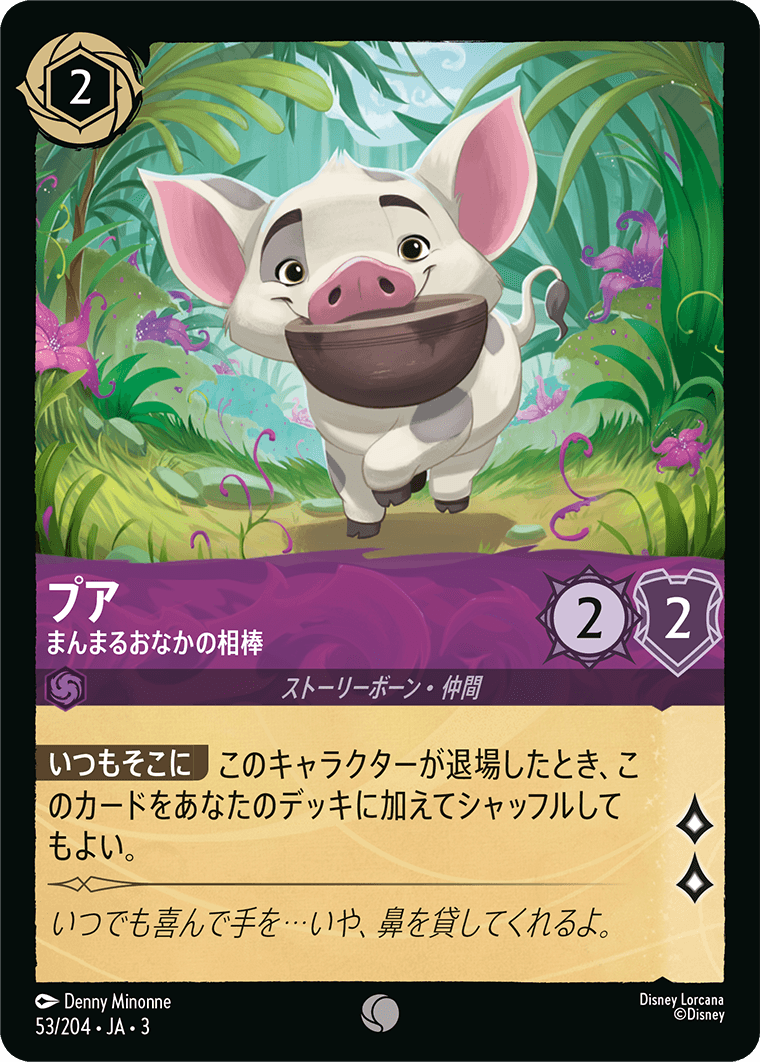 2
プア
まんまるおなかの相棒
2
2
ストーリーボーン・仲間
いつもそこに このキャラクターが退場したとき、こ
のカードをあなたのデッキに加えてシャッフルして
もよい。
いつでも喜んで手を…いや、鼻を貸してくれるよ。
Denny Minonne
53/204・JA・3
Disney Lorcana
©Disney